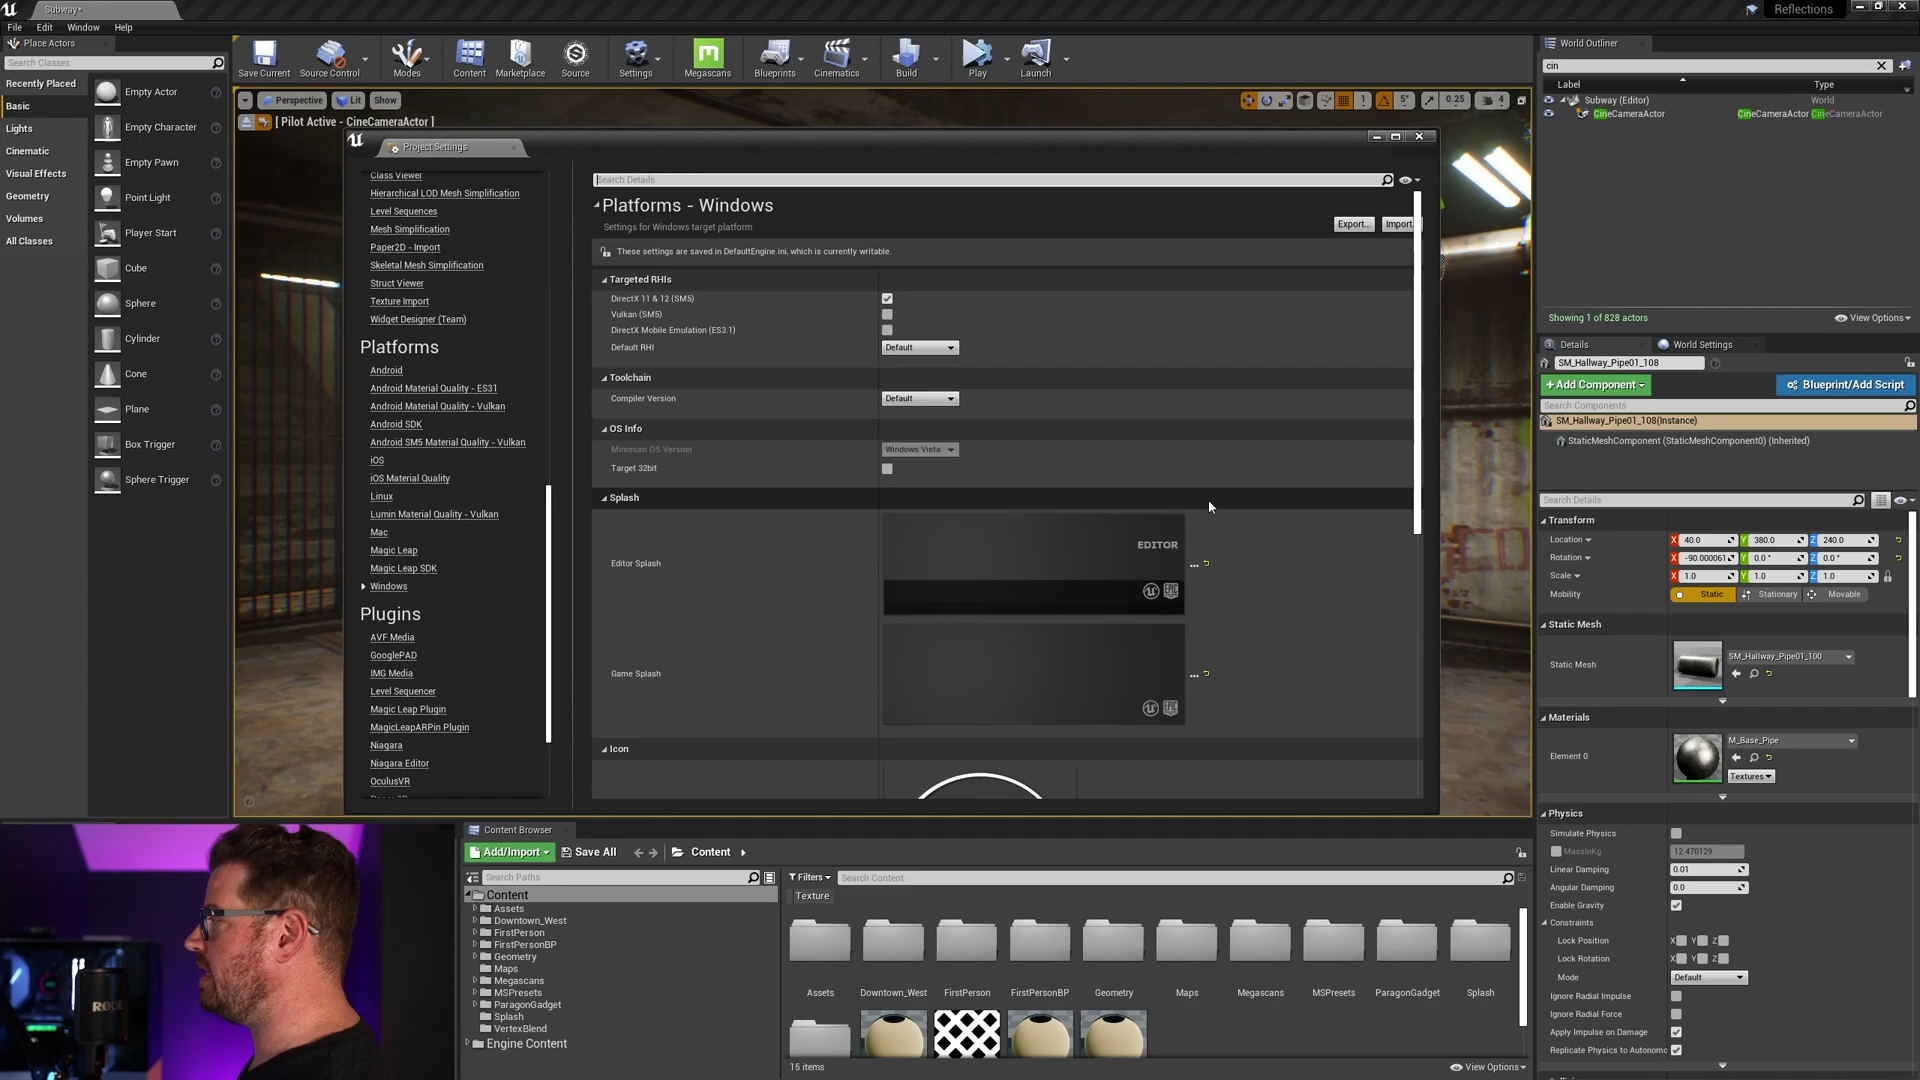 Subway*
Reflections
File Edit Window Help
Place Actors
Search Classes
Recently Placed
Basic
Lights
Cinematic
Visual Effects
Geometry
Volumes
All Classes
Empty Actor
Empty Character
Empty Pawn
Point Light
Player Start
Cube
Sphere
Cylinder
Cone
Plane
Box Trigger
Sphere Trigger
Save Current Source Control Modes Content Marketplace Source Settings Megascans Blueprints Cinematics Build Play Launch
Perspective Lit Show
1 5° 0.25 4
[ Pilot Active - CineCameraActor ]
Project Settings
Class Viewer
Hierarchical LOD Mesh Simplification
Level Sequences
Mesh Simplification
Paper2D - Import
Skeletal Mesh Simplification
Struct Viewer
Texture Import
Widget Designer (Team)
Platforms
Android
Android Material Quality - ES31
Android Material Quality - Vulkan
Android SDK
Android SM5 Material Quality - Vulkan
iOS
iOS Material Quality
Linux
Lumin Material Quality - Vulkan
Mac
Magic Leap
Magic Leap SDK
Windows
Plugins
AVF Media
GooglePAD
IMG Media
Level Sequencer
Magic Leap Plugin
MagicLeapARPin Plugin
Niagara
Niagara Editor
OculusVR
Search Details
Platforms - Windows
Settings for Windows target platform
Export... Import
These settings are saved in DefaultEngine.ini, which is currently writable.
Targeted RHIs
DirectX 11 & 12 (SM5)
Vulkan (SM5)
DirectX Mobile Emulation (ES3.1)
Default RHI Default
Toolchain
Compiler Version Default
OS Info
Minimum OS Version Windows Vista
Target 32bit
Splash
Editor Splash
EDITOR
Game Splash
Icon
World Outliner
cin
Label Type
Subway (Editor) World
CineCameraActor CineCameraActor CineCameraActor
Showing 1 of 828 actors View Options
Details World Settings
SM_Hallway_Pipe01_108
+Add Component Blueprint/Add Script
Search Components
SM_Hallway_Pipe01_108(Instance)
StaticMeshComponent (StaticMeshComponent0) (Inherited)
Search Details
Transform
Location X 40.0 Y 380.0 Z 240.0
Rotation X -90.000061 Y 0.0 ° Z 0.0 °
Scale X 1.0 Y 1.0 Z 1.0
Mobility Static Stationary Movable
Static Mesh
Static Mesh SM_Hallway_Pipe01_100
Materials
Element 0 M_Base_Pipe
Textures
Physics
Simulate Physics
MassInKg 12.470129
Linear Damping 0.01
Angular Damping 0.0
Enable Gravity
Constraints
Lock Position X Y Z
Lock Rotation X Y Z
Mode Default
Ignore Radial Impulse
Ignore Radial Force
Apply Impulse on Damage
Replicate Physics to Autonomo
Content Browser
Add/Import Save All Content
Search Paths
Content
Assets
Downtown_West
FirstPerson
FirstPersonBP
Geometry
Maps
Megascans
MSPresets
ParagonGadget
Splash
VertexBlend
Engine Content
Filters Search Content
Texture
Assets Downtown_West FirstPerson FirstPersonBP Geometry Maps Megascans MSPresets ParagonGadget Splash
15 items View Options
RØDE